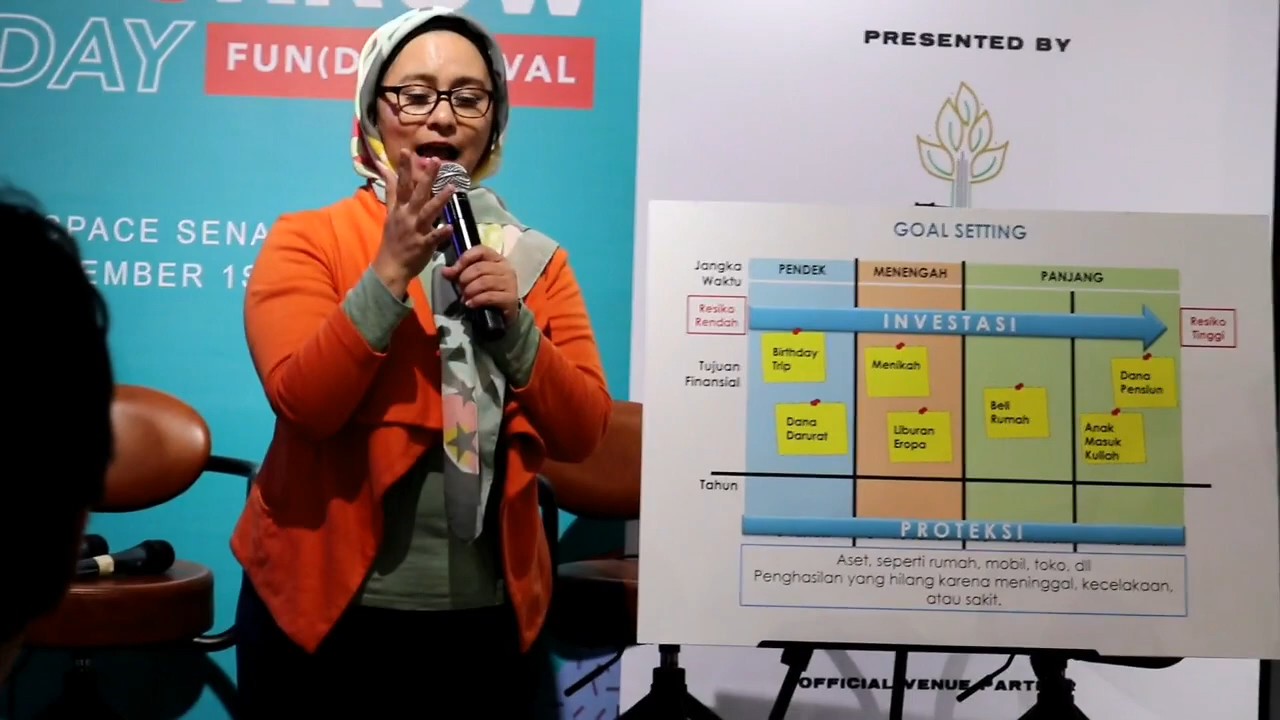 DAY
FUN(D
VAL
SPACE SENA
EMBER 19
PRESENTED BY
GOAL SETTING
Jangka
Waktu
PENDEK
MENENGAH
PANJANG
Resiko
Rendah
INVESTASI
Resiko
Tinggi
Tujuan
Finansial
Birthday
Trip
Menikah
Dana
Pensiun
Dana
Darurat
Liburan
Eropa
Beli
Rumah
Anak
Masuk
Kuliah
Tahun
PROTEKSI
Aset, seperti rumah, mobil, toko, dll
Penghasilan yang hilang karena meninggal, kecelakaan,
atau sakit.
OFFICIAL VENUE PARTNER